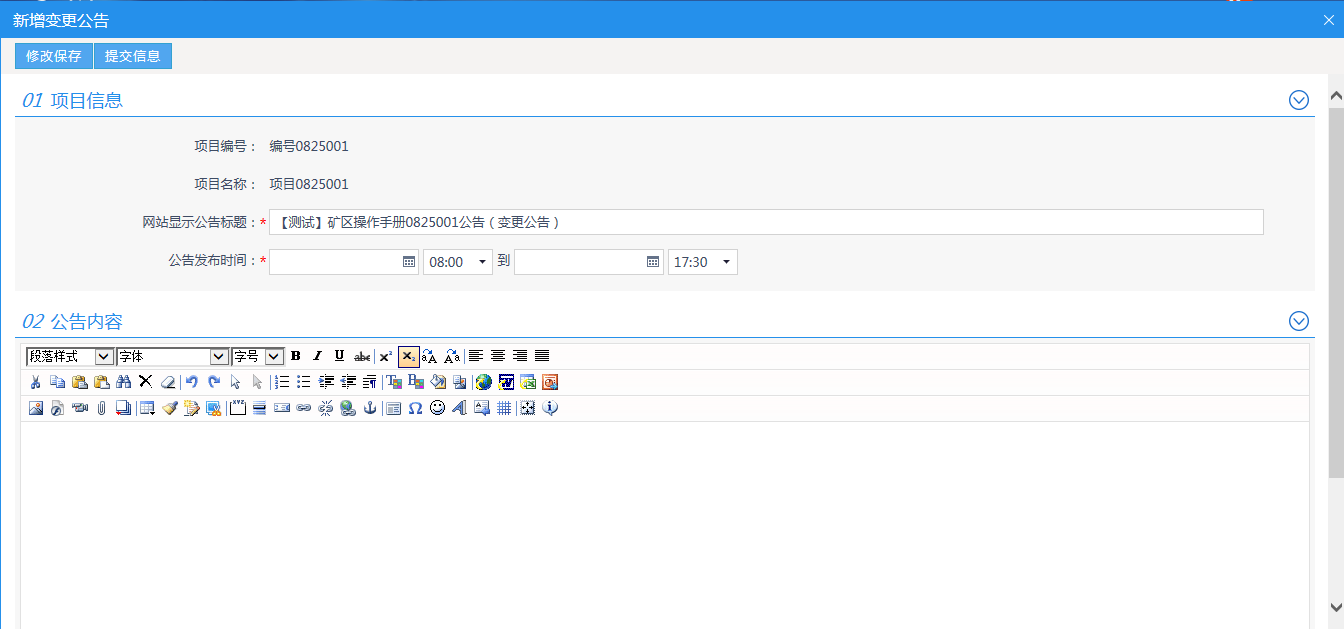 新增变更公告
修改保存 提交信息
01 项目信息
项目编号： 编号0825001
项目名称： 项目0825001
网站显示公告标题：* 【测试】矿区操作手册0825001公告（变更公告）
公告发布时间：* 08:00 到 17:30
02 公告内容
段落样式 字体 字号 B I U abc x² X₂